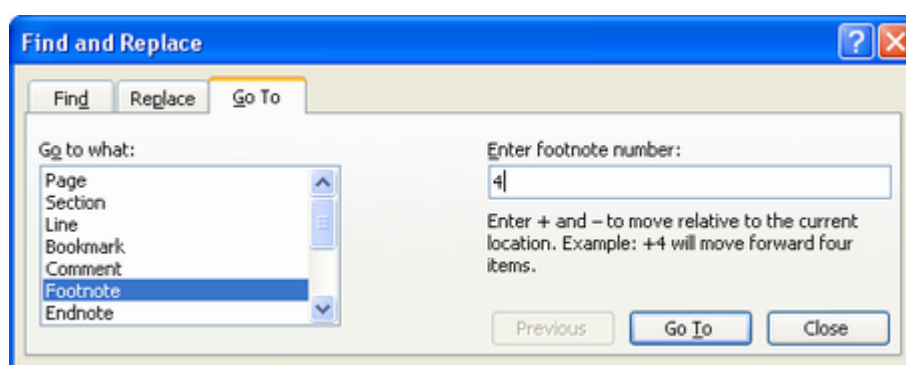 Find and Replace
Find Replace Go To
Go to what:
Page
Section
Line
Bookmark
Comment
Footnote
Endnote
Enter footnote number:
4
Enter + and – to move relative to the current
location. Example: +4 will move forward four
items.
Previous Go To Close